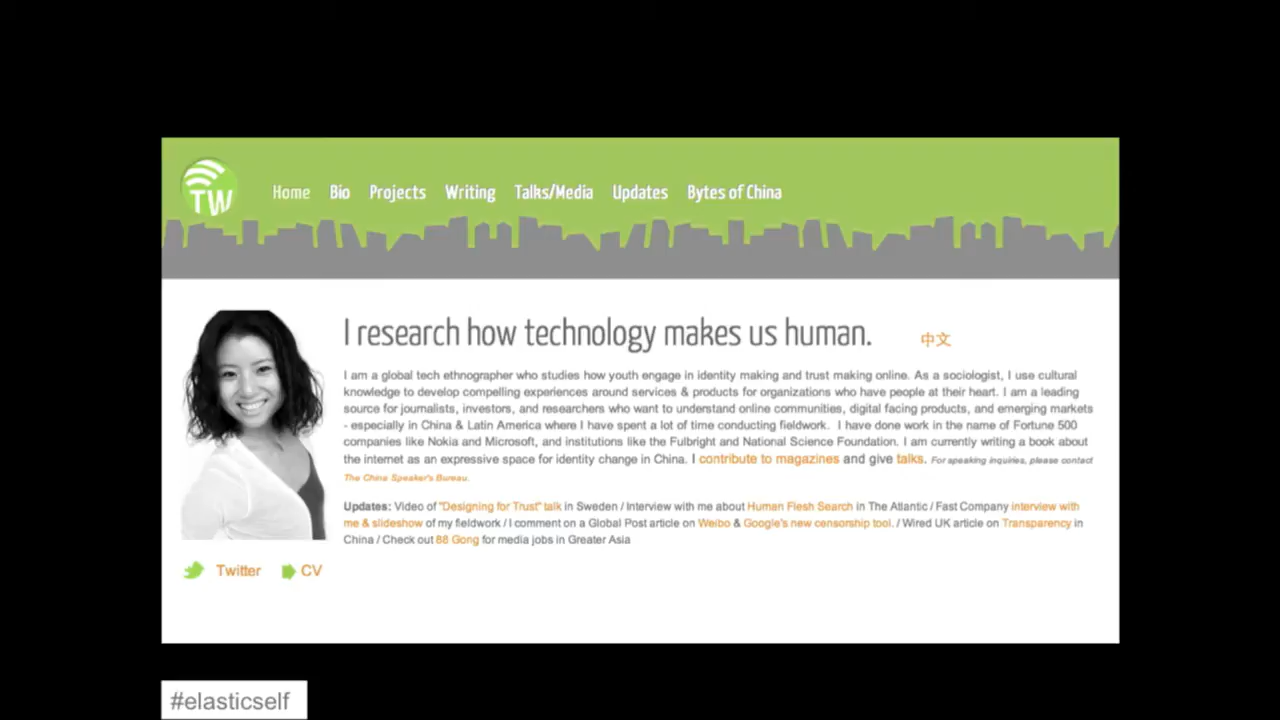 TW
Home Bio Projects Writing Talks/Media Updates Bytes of China
I research how technology makes us human. 中文
I am a global tech ethnographer who studies how youth engage in identity making and trust making online. As a sociologist, I use cultural
knowledge to develop compelling experiences around services & products for organizations who have people at their heart. I am a leading
source for journalists, investors, and researchers who want to understand online communities, digital facing products, and emerging markets
- especially in China & Latin America where I have spent a lot of time conducting fieldwork. I have done work in the name of Fortune 500
companies like Nokia and Microsoft, and institutions like the Fulbright and National Science Foundation. I am currently writing a book about
the internet as an expressive space for identity change in China. I contribute to magazines and give talks. For speaking inquiries, please contact
The China Speaker's Bureau.
Updates: Video of "Designing for Trust" talk in Sweden / Interview with me about Human Flesh Search in The Atlantic / Fast Company interview with
me & slideshow of my fieldwork / I comment on a Global Post article on Weibo & Google's new censorship tool. / Wired UK article on Transparency in
China / Check out 88 Gong for media jobs in Greater Asia
Twitter CV
#elasticself